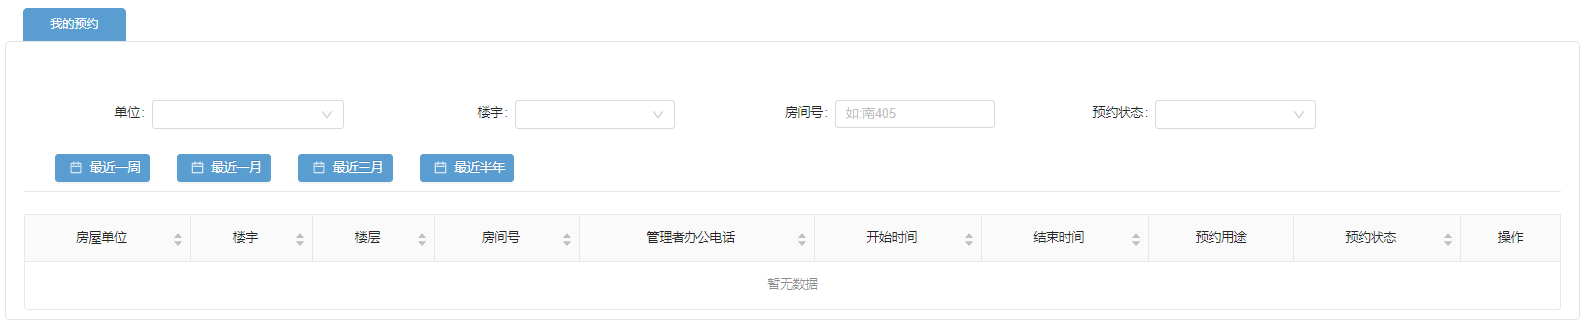 我的预约
单位: 楼宇: 房间号: 如:南405 预约状态:
最近一周 最近一月 最近三月 最近半年
房屋单位 楼宇 楼层 房间号 管理者办公电话 开始时间 结束时间 预约用途 预约状态 操作
暂无数据